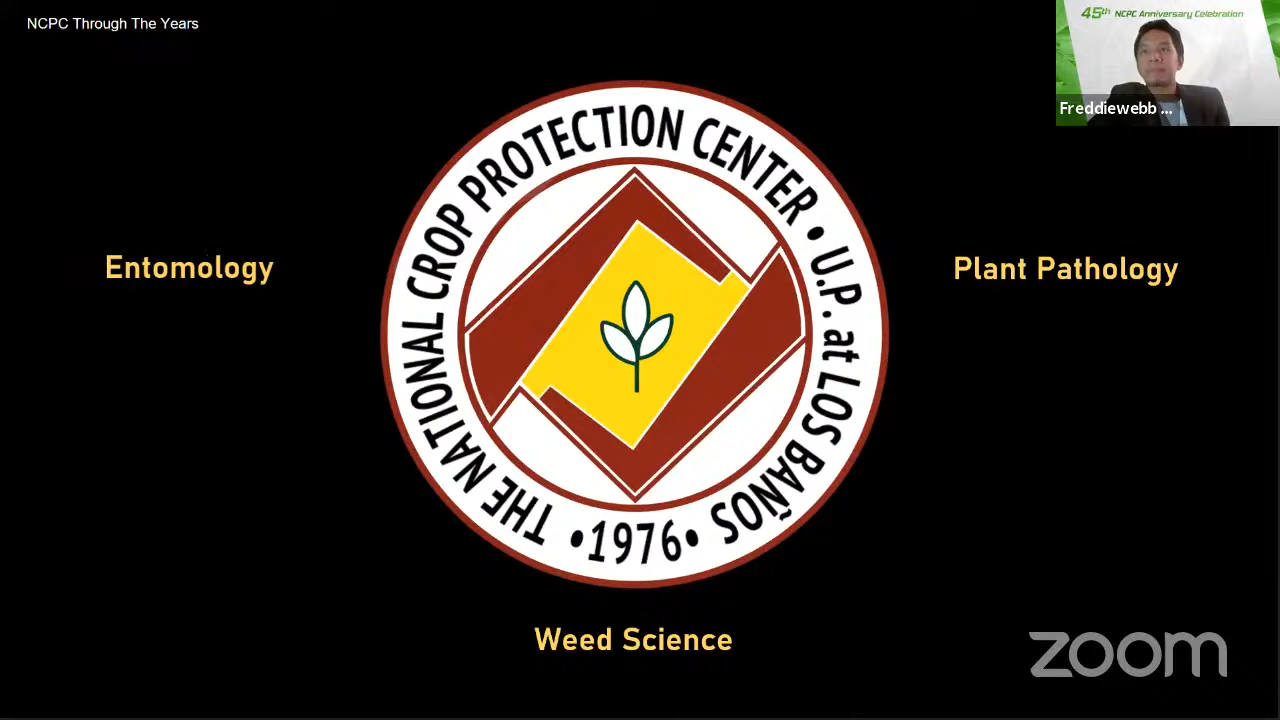 NCPC Through The Years
45th NCPC Anniversary Celebration
Freddiewebb ...
THE NATIONAL CROP PROTECTION CENTER • U.P. at LOS BAÑOS
•1976•
Entomology
Plant Pathology
Weed Science
zoom